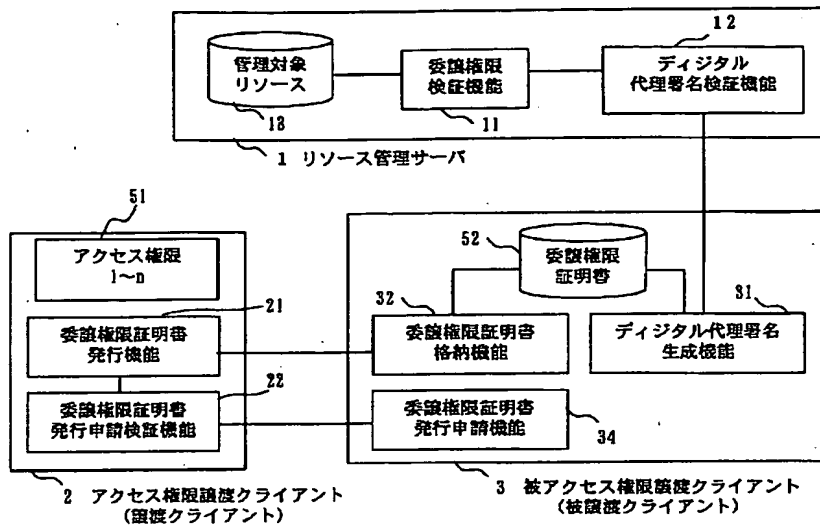 12
管理対象
リソース
委譲権限
検証機能
ディジタル
代理署名検証機能
13
11
1 リソース管理サーバ
51
アクセス権限
1〜n
52
委譲権限
証明書
21
32
31
委譲権限証明書
発行機能
委譲権限証明書
格納機能
ディジタル代理署名
生成機能
22
委譲権限証明書
発行申請検証機能
委譲権限証明書
発行申請機能
34
2 アクセス権限譲渡クライアント
(譲渡クライアント)
3 被アクセス権限譲渡クライアント
(被譲渡クライアント)